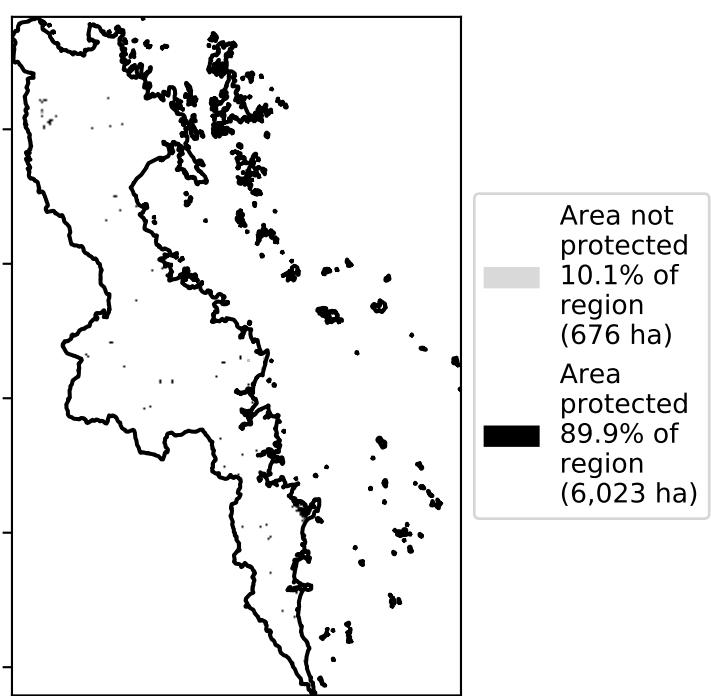 Area not
protected
10.1% of
region
(676 ha)
Area
protected
89.9% of
region
(6,023 ha)